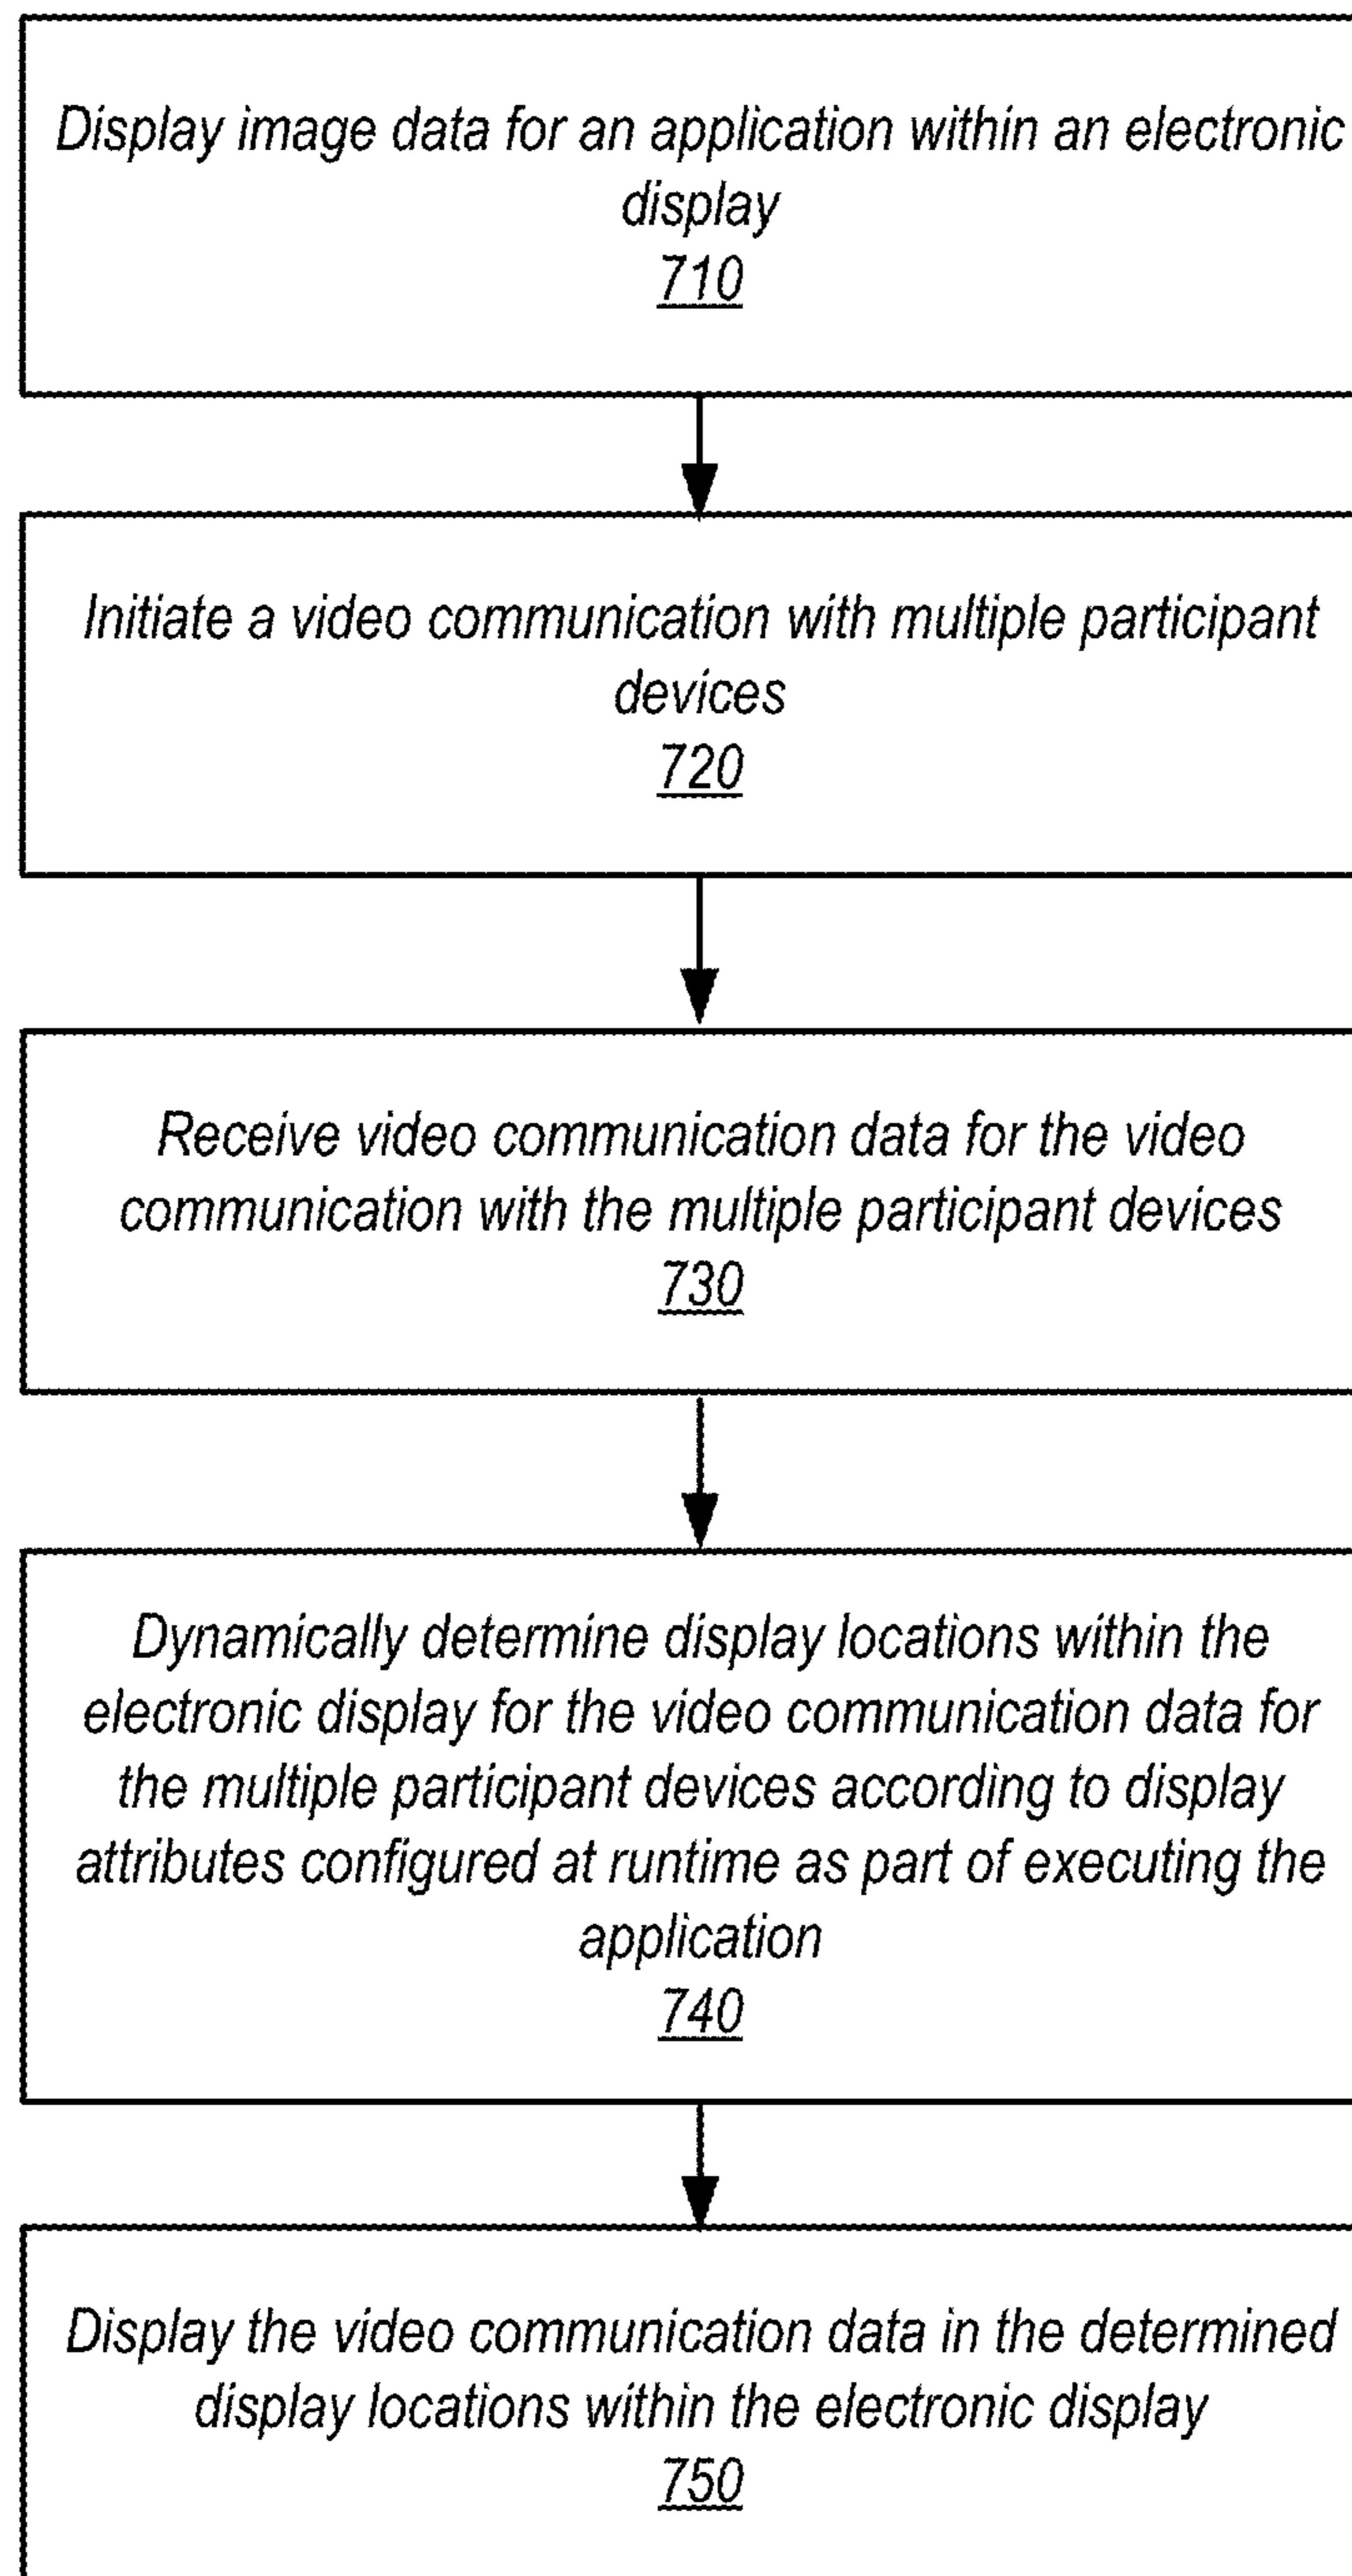 Display image data for an application within an electronic
display
710
Initiate a video communication with multiple participant
devices
720
Receive video communication data for the video
communication with the multiple participant devices
730
Dynamically determine display locations within the
electronic display for the video communication data for
the multiple participant devices according to display
attributes configured at runtime as part of executing the
application
740
Display the video communication data in the determined
display locations within the electronic display
750